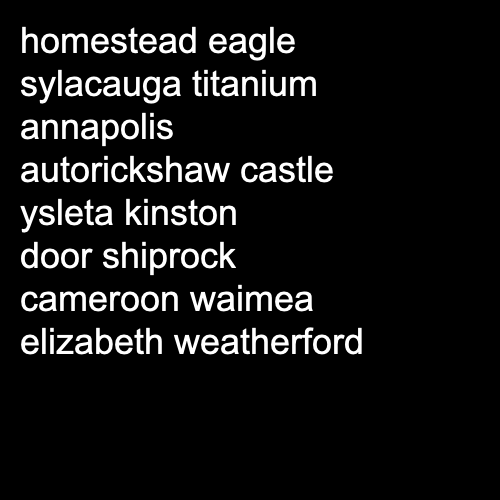 homestead eagle
sylacauga titanium
annapolis
autorickshaw castle
ysleta kinston
door shiprock
cameroon waimea
elizabeth weatherford